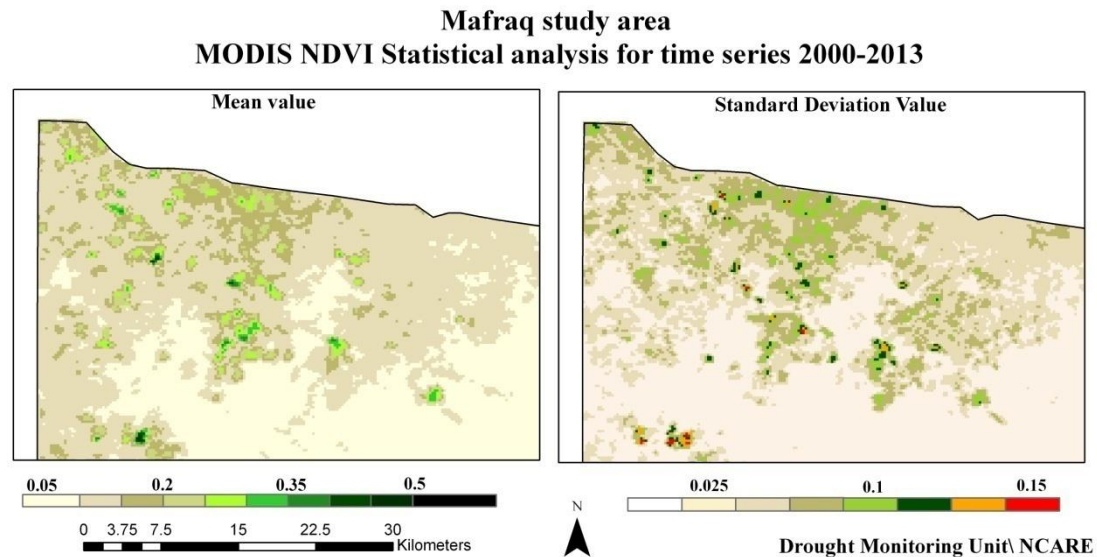 Mafraq study area
MODIS NDVI Statistical analysis for time series 2000-2013
Mean value
Standard Deviation Value
0.05 0.2 0.35 0.5
0.025 0.1 0.15
0 3.75 7.5 15 22.5 30
Kilometers
N
Drought Monitoring Unit\ NCARE